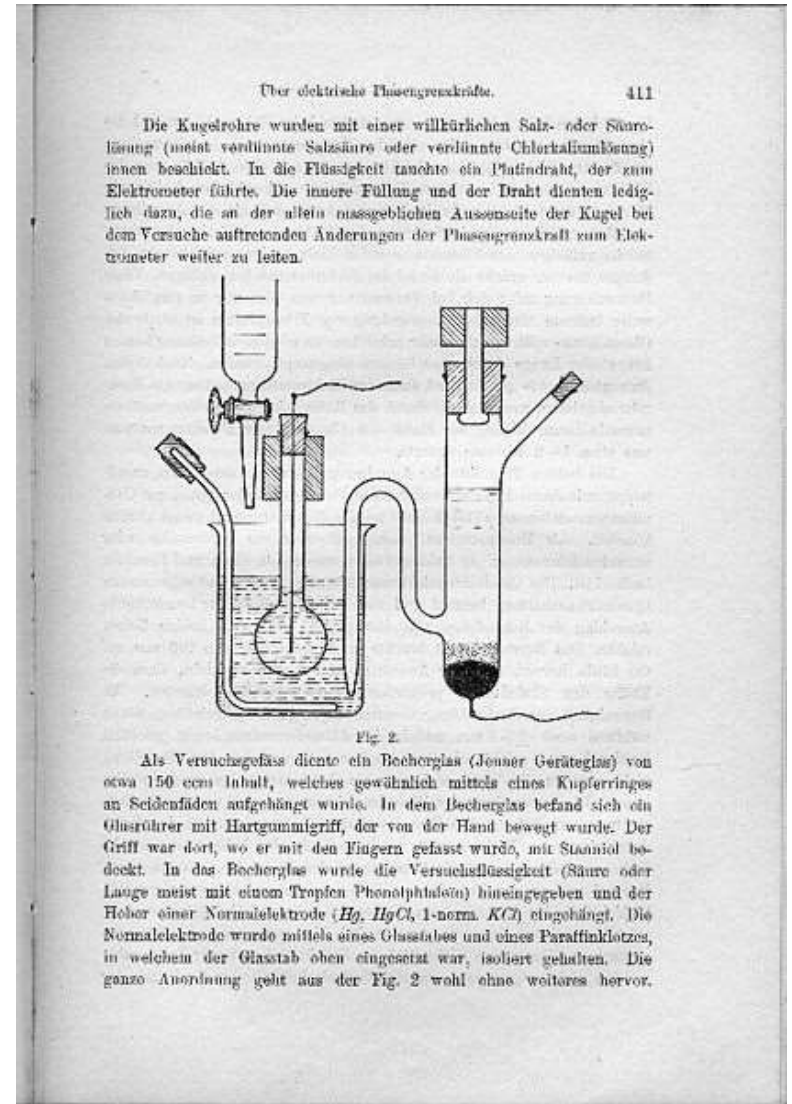 Über elektrische Phasengrenzkräfte. 411
Die Kugelrohre wurden mit einer willkürlichen Salz- oder Säure-
lösung (meist verdünnte Salzsäure oder verdünnte Chlorkaliumlösung)
innen beschickt. In die Flüssigkeit tauchte ein Platindraht, der zum
Elektrometer führte. Die innere Füllung und der Draht dienten ledig-
lich dazu, die an der allein massgeblichen Aussenseite der Kugel bei
dem Versuche auftretenden Änderungen der Phasengrenzkraft zum Elek-
trometer weiter zu leiten.
Fig. 2.
Als Versuchsgefäss diente ein Becherglas (Jenaer Geräteglas) von
etwa 150 ccm Inhalt, welches gewöhnlich mittels eines Kupferringes
an Seidenfäden aufgehängt wurde. In dem Becherglas befand sich ein
Glasrührer mit Hartgummigriff, der von der Hand bewegt wurde. Der
Griff war dort, wo er mit den Fingern gefasst wurde, mit Stanniol be-
deckt. In das Becherglas wurde die Versuchsflüssigkeit (Säure oder
Lauge meist mit einem Tropfen Phenolphtaleïn) hineingegeben und der
Heber einer Normalelektrode (Hg, HgCl, 1-norm. KCl) eingehängt. Die
Normalelektrode wurde mittels eines Glasstabes und eines Paraffinklotzes,
in welchem der Glasstab oben eingesetzt war, isoliert gehalten. Die
ganze Anordnung geht aus der Fig. 2 wohl ohne weiteres hervor.